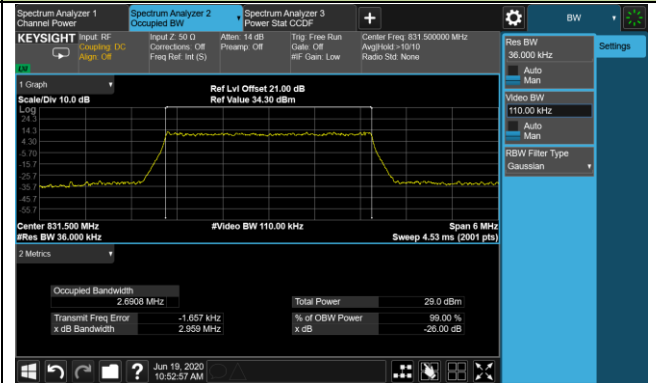 Spectrum Analyzer 1
Channel Power
Spectrum Analyzer 2
Occupied BW
Spectrum Analyzer 3
Power Stat CCDF
BW
KEYSIGHT
Input: RF
Coupling: DC
Align: Off
Input Z: 50 Ω
Corrections: Off
Freq Ref: Int (S)
Atten: 14 dB
Preamp: Off
Trig: Free Run
Gate: Off
#IF Gain: Low
Center Freq: 831.500000 MHz
Avg|Hold:>10/10
Radio Std: None
Res BW
36.000 kHz
Auto
Man
Settings
Video BW
110.00 kHz
Auto
Man
RBW Filter Type
Gaussian
1 Graph
Scale/Div 10.0 dB
Ref Lvl Offset 21.00 dB
Ref Value 34.30 dBm
Log
24.3
14.3
4.30
-5.70
-15.7
-25.7
-35.7
-45.7
-55.7
Center 831.500 MHz
#Video BW 110.00 kHz
Span 6 MHz
#Res BW 36.000 kHz
Sweep 4.53 ms (2001 pts)
2 Metrics
Occupied Bandwidth
2.6908 MHz
Total Power 29.0 dBm
Transmit Freq Error -1.657 kHz
% of OBW Power 99.00 %
x dB Bandwidth 2.959 MHz
x dB -26.00 dB
Jun 19, 2020
10:52:57 AM